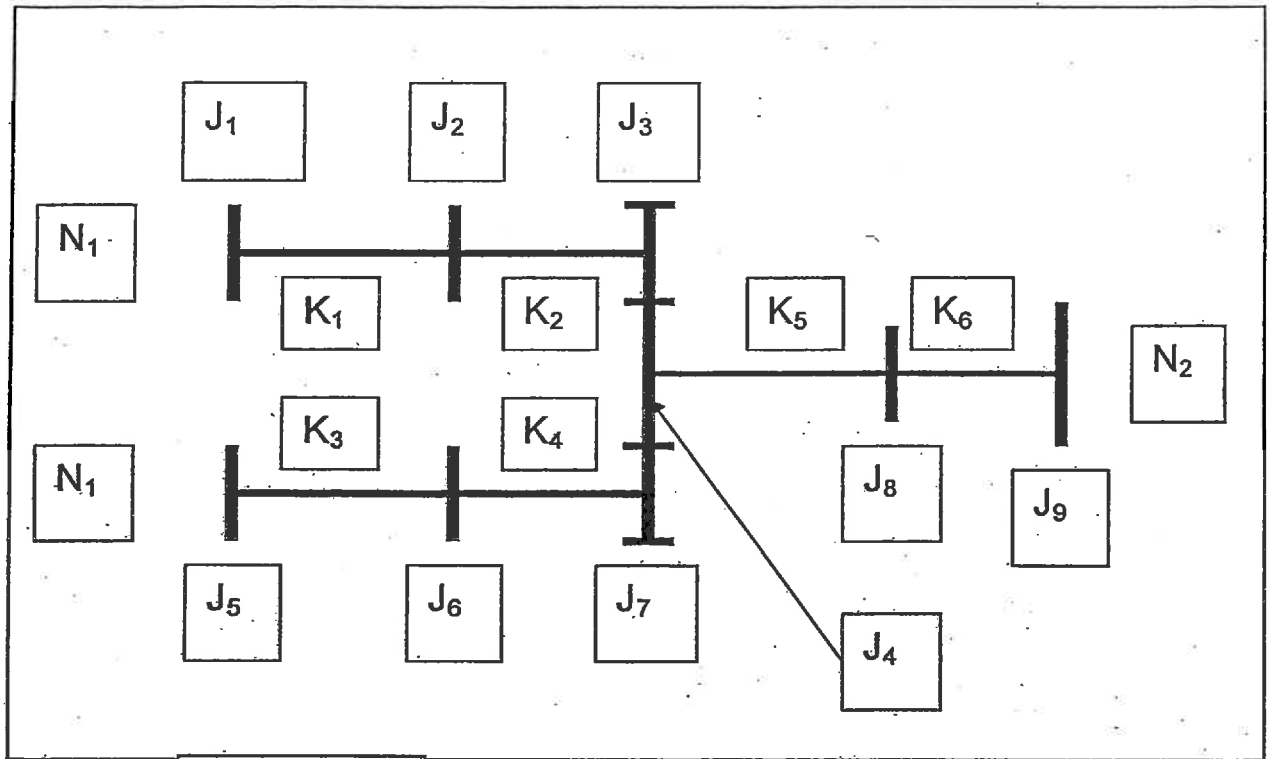 J₁ J₂ J₃
N₁
K₁ K₂ K₅ K₆
N₂
K₃ K₄
N₁
J₈
J₉
J₅ J₆ J₇
J₄